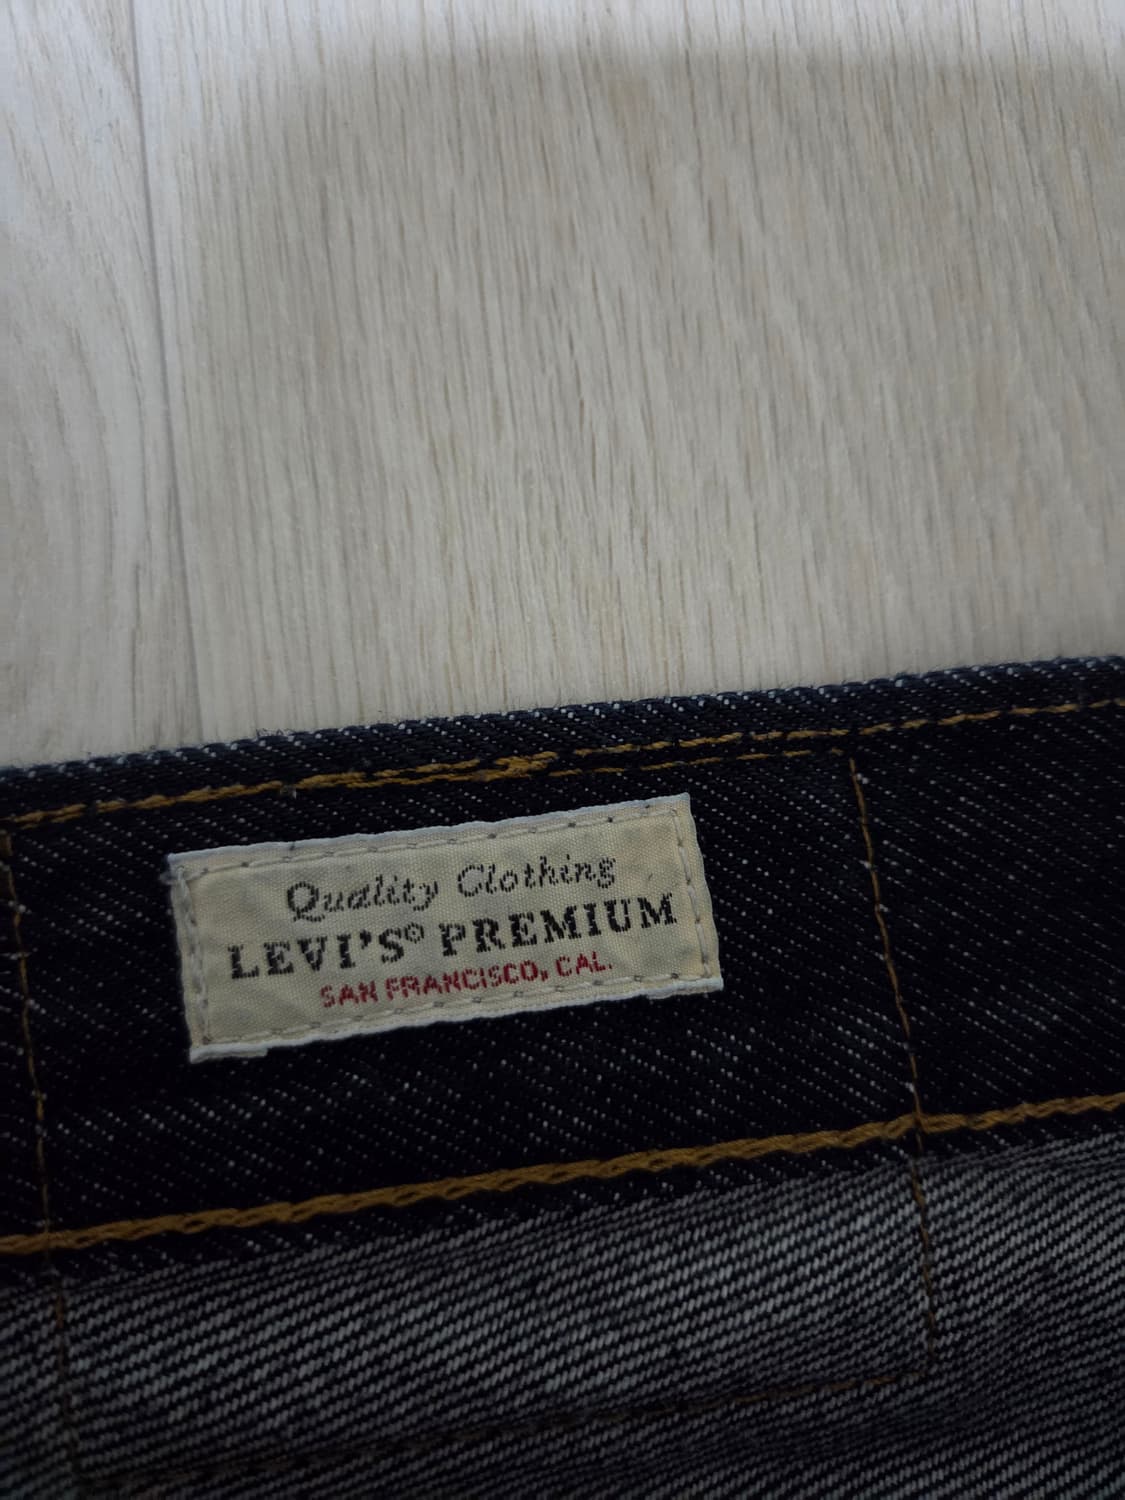 Quality Clothing
LEVI'S® PREMIUM
SAN FRANCISCO, CAL.